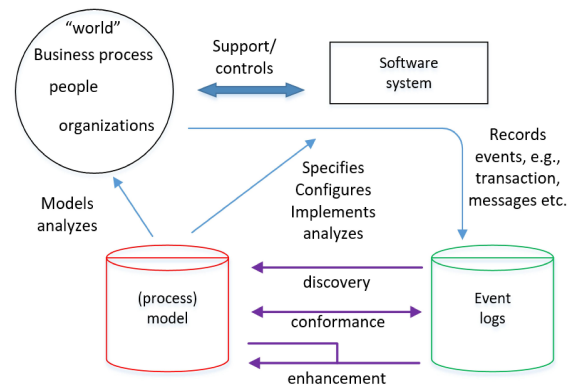 “world”
Business process
people
organizations
Support/
controls
Software
system
Records
events, e.g.,
transaction,
messages etc.
Specifies
Configures
Implements
analyzes
Models
analyzes
(process)
model
discovery
conformance
enhancement
Event
logs